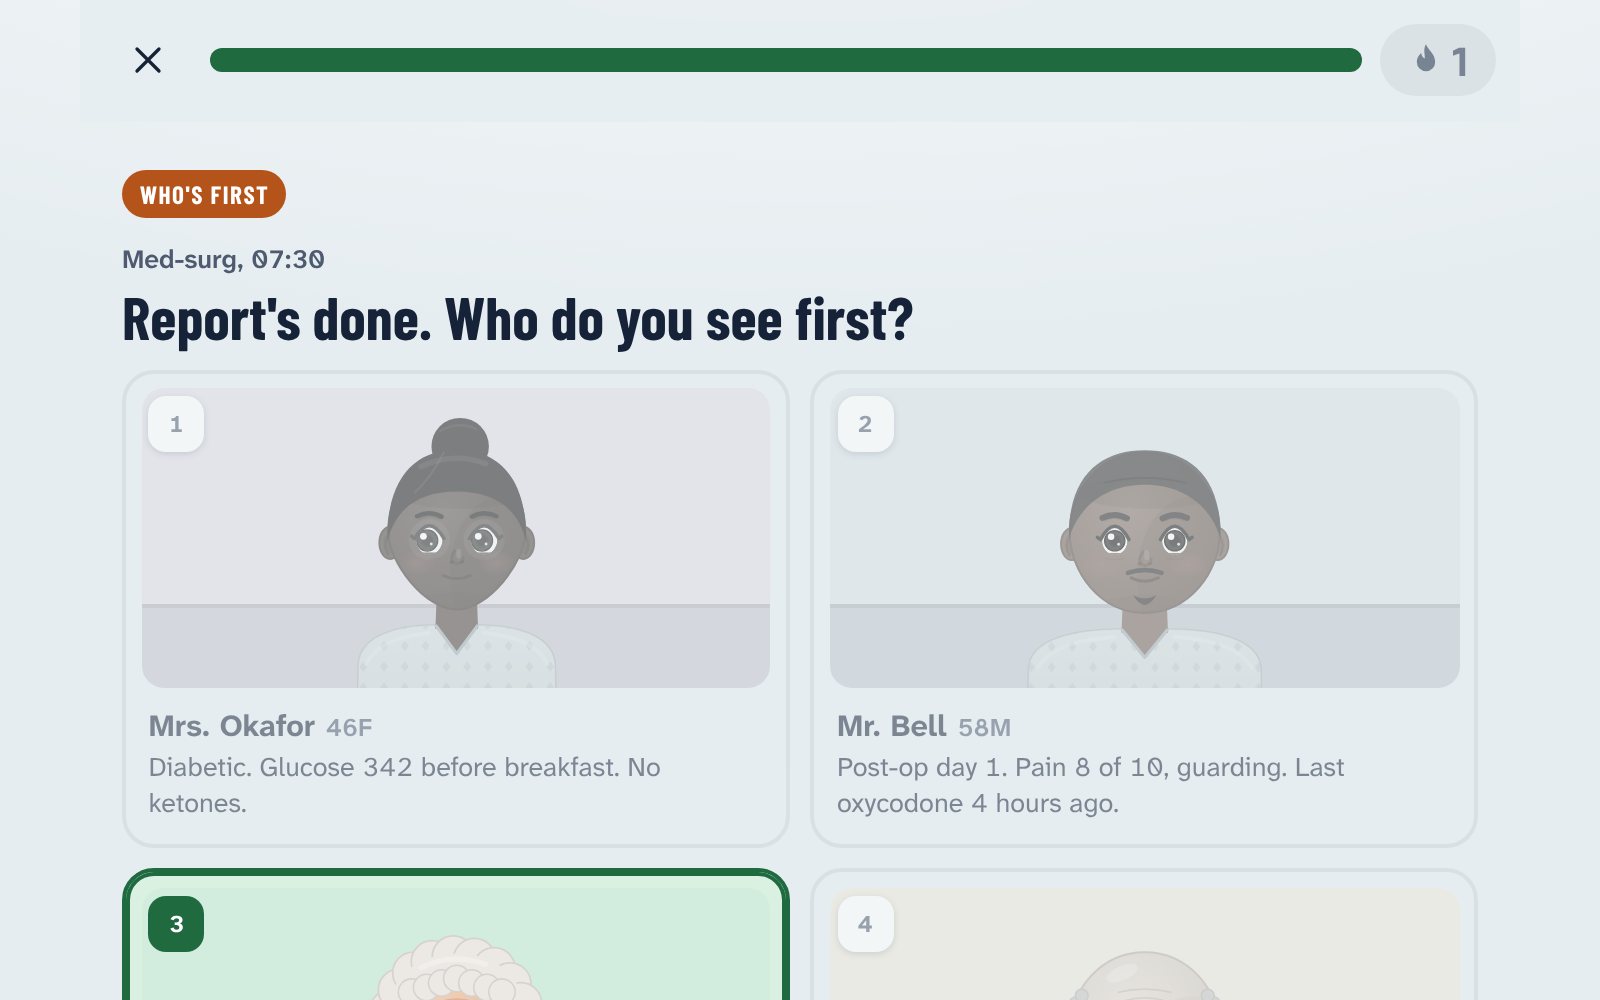 1
WHO'S FIRST
Med-surg, 07:30
Report's done. Who do you see first?
1
Mrs. Okafor 46F
Diabetic. Glucose 342 before breakfast. No
ketones.
2
Mr. Bell 58M
Post-op day 1. Pain 8 of 10, guarding. Last
oxycodone 4 hours ago.
3
4